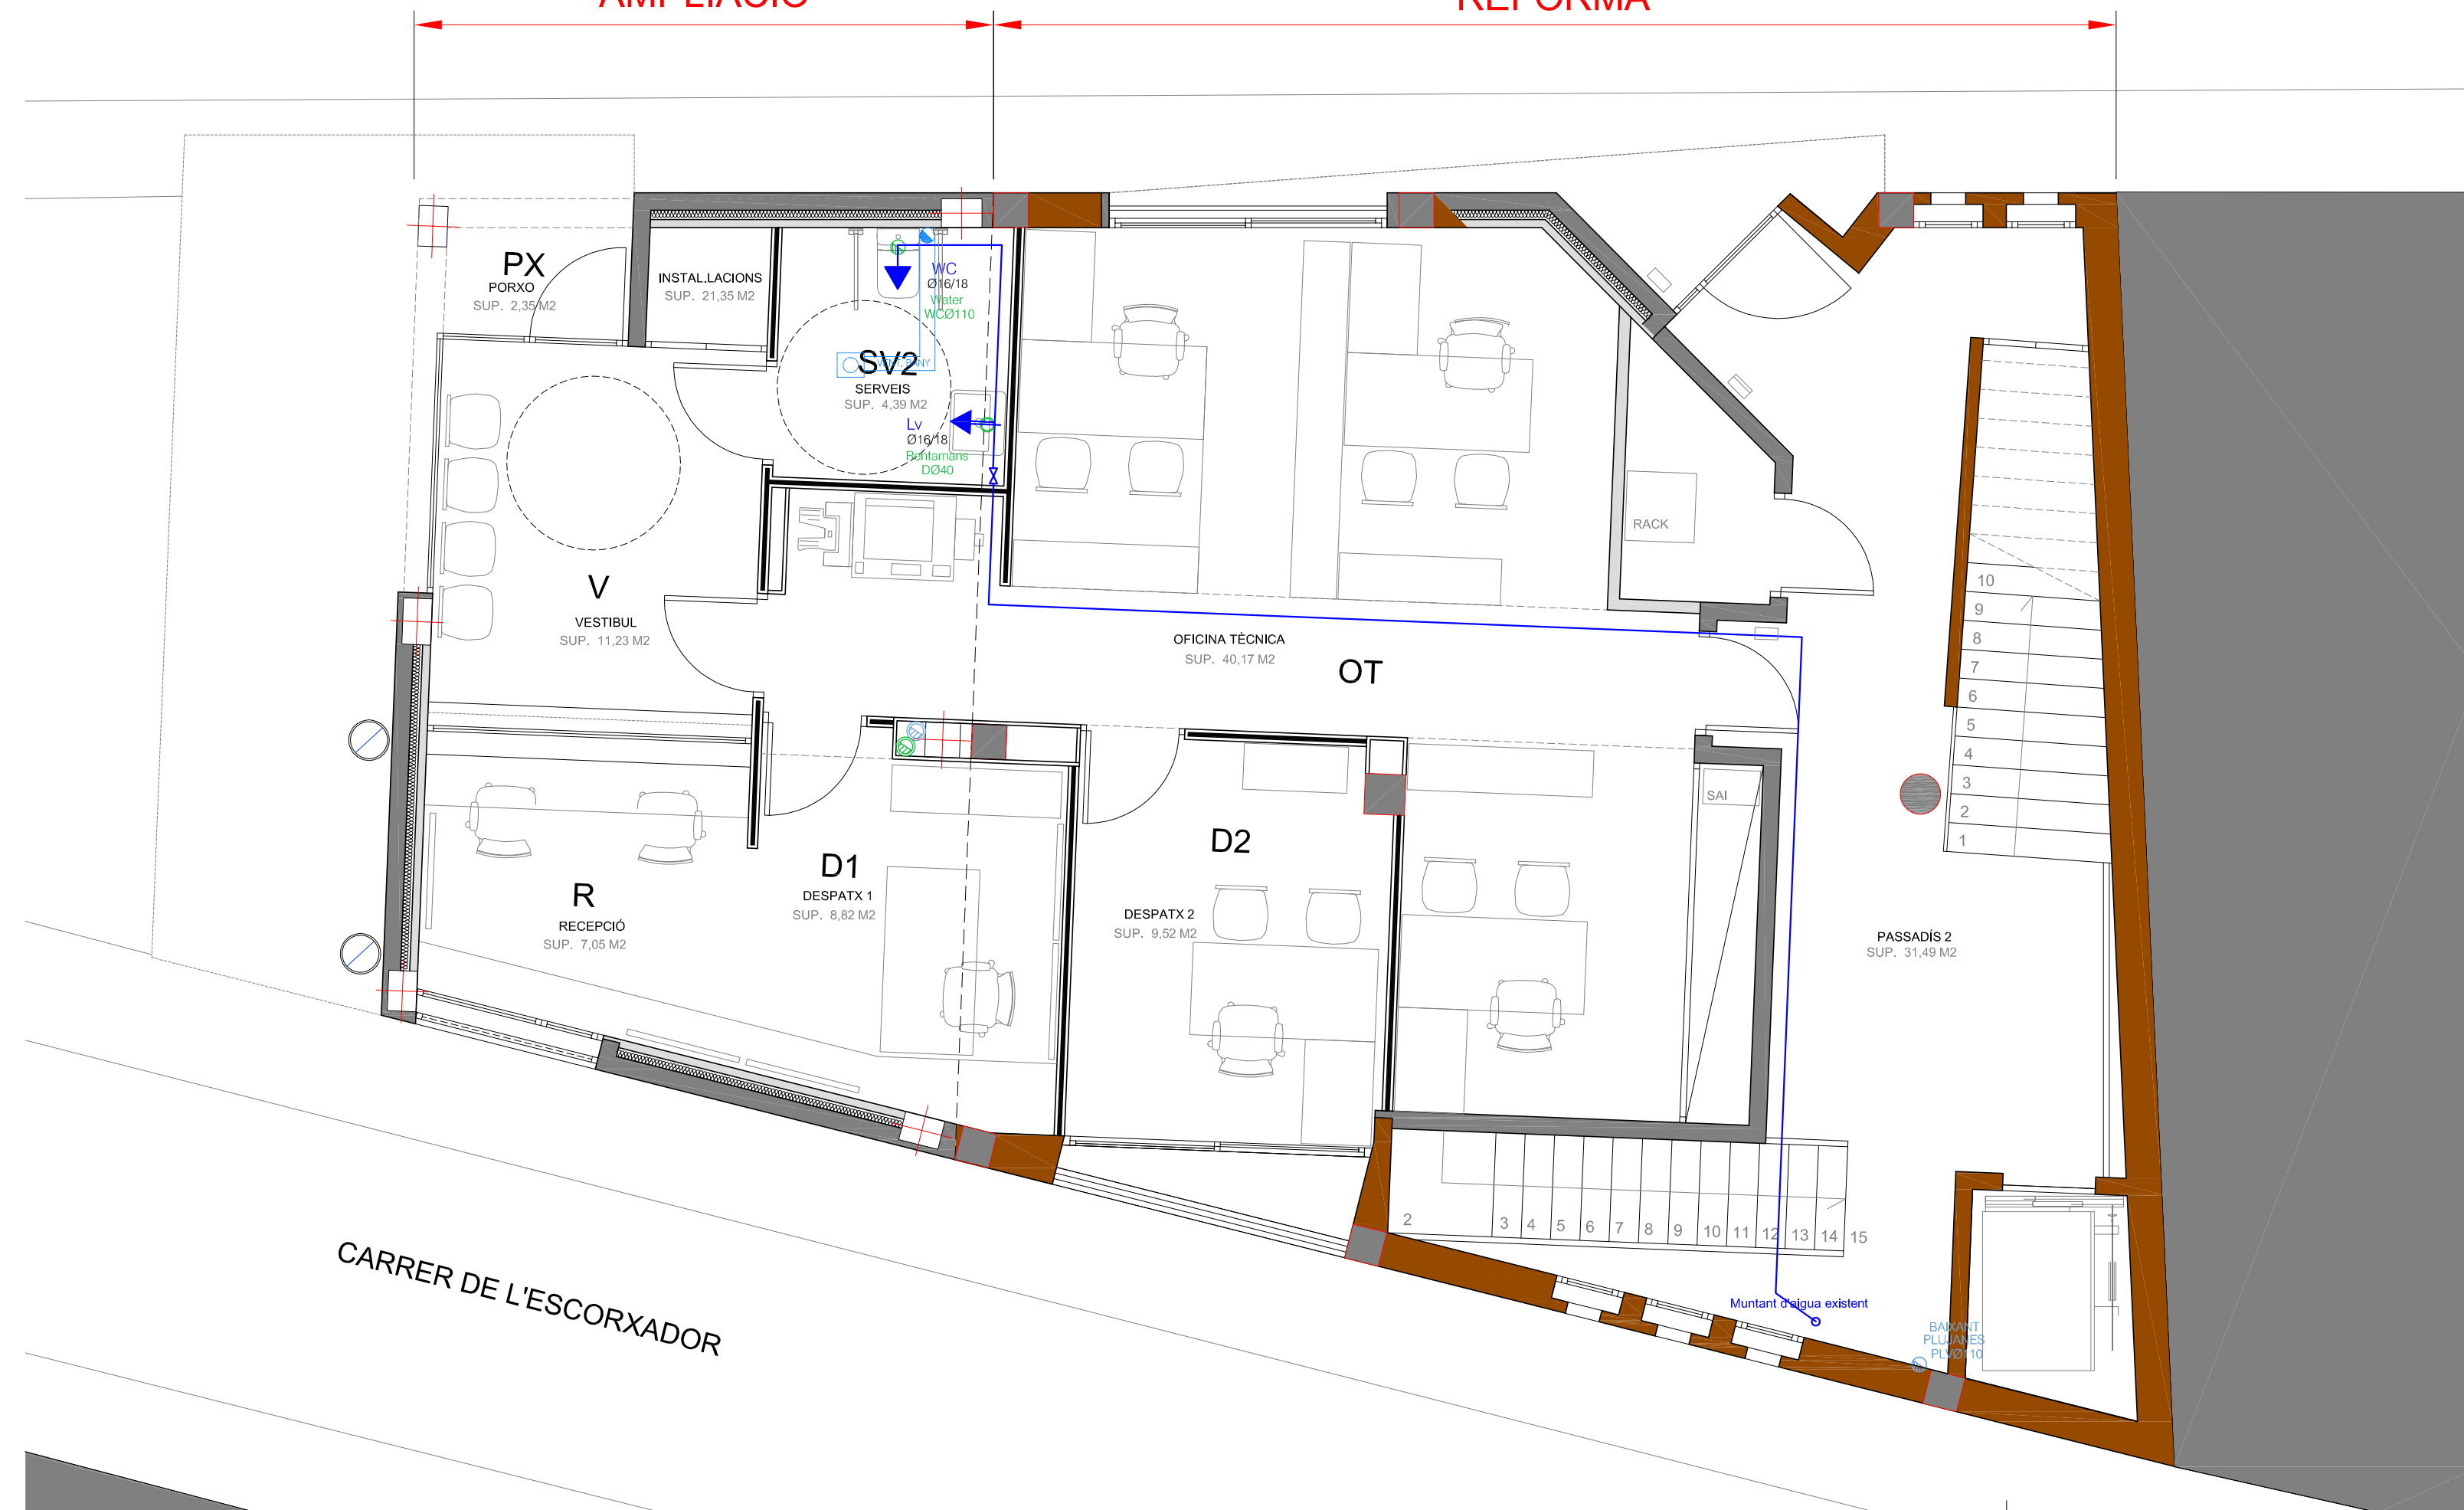 AMPLIACIÓ
REFORMA
PX
PORXO
SUP. 2,35 M2
INSTAL.LACIONS
SUP. 21,35 M2
WC
Ø16/18
Water
WCØ110
SV2
VENT. BANY
SERVEIS
SUP. 4,39 M2
Lv
Ø16/18
Rentamans
DØ40
RACK
V
VESTIBUL
SUP. 11,23 M2
OFICINA TÈCNICA
SUP. 40,17 M2
OT
10
9
8
7
6
5
4
3
2
1
SAI
R
RECEPCIÓ
SUP. 7,05 M2
D1
DESPATX 1
SUP. 8,82 M2
D2
DESPATX 2
SUP. 9,52 M2
PASSADÍS 2
SUP. 31,49 M2
2 3 4 5 6 7 8 9 10 11 12 13 14 15
Muntant d'aigua existent
BAIXANT
PLUJANES
PLVØ110
CARRER DE L'ESCORXADOR